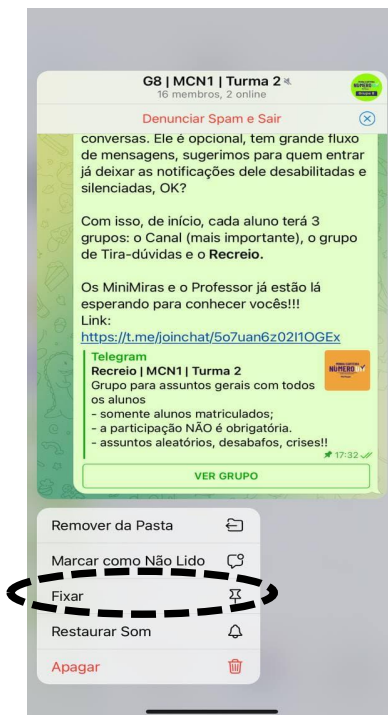 G8 | MCN1 | Turma 2
16 membros, 2 online
Denunciar Spam e Sair
conversas. Ele é opcional, tem grande fluxo
de mensagens, sugerimos para quem entrar
já deixar as notificações dele desabilitadas e
silenciadas, OK?
Com isso, de início, cada aluno terá 3
grupos: o Canal (mais importante), o grupo
de Tira-dúvidas e o Recreio.
Os MiniMiras e o Professor já estão lá
esperando para conhecer vocês!!!
Link:
https://t.me/joinchat/5o7uan6z02I1OGEx
Telegram
Recreio | MCN1 | Turma 2
Grupo para assuntos gerais com todos
os alunos
- somente alunos matriculados;
- a participação NÃO é obrigatória.
- assuntos aleatórios, desabafos, crises!!
17:32
VER GRUPO
Remover da Pasta
Marcar como Não Lido
Fixar
Restaurar Som
Apagar